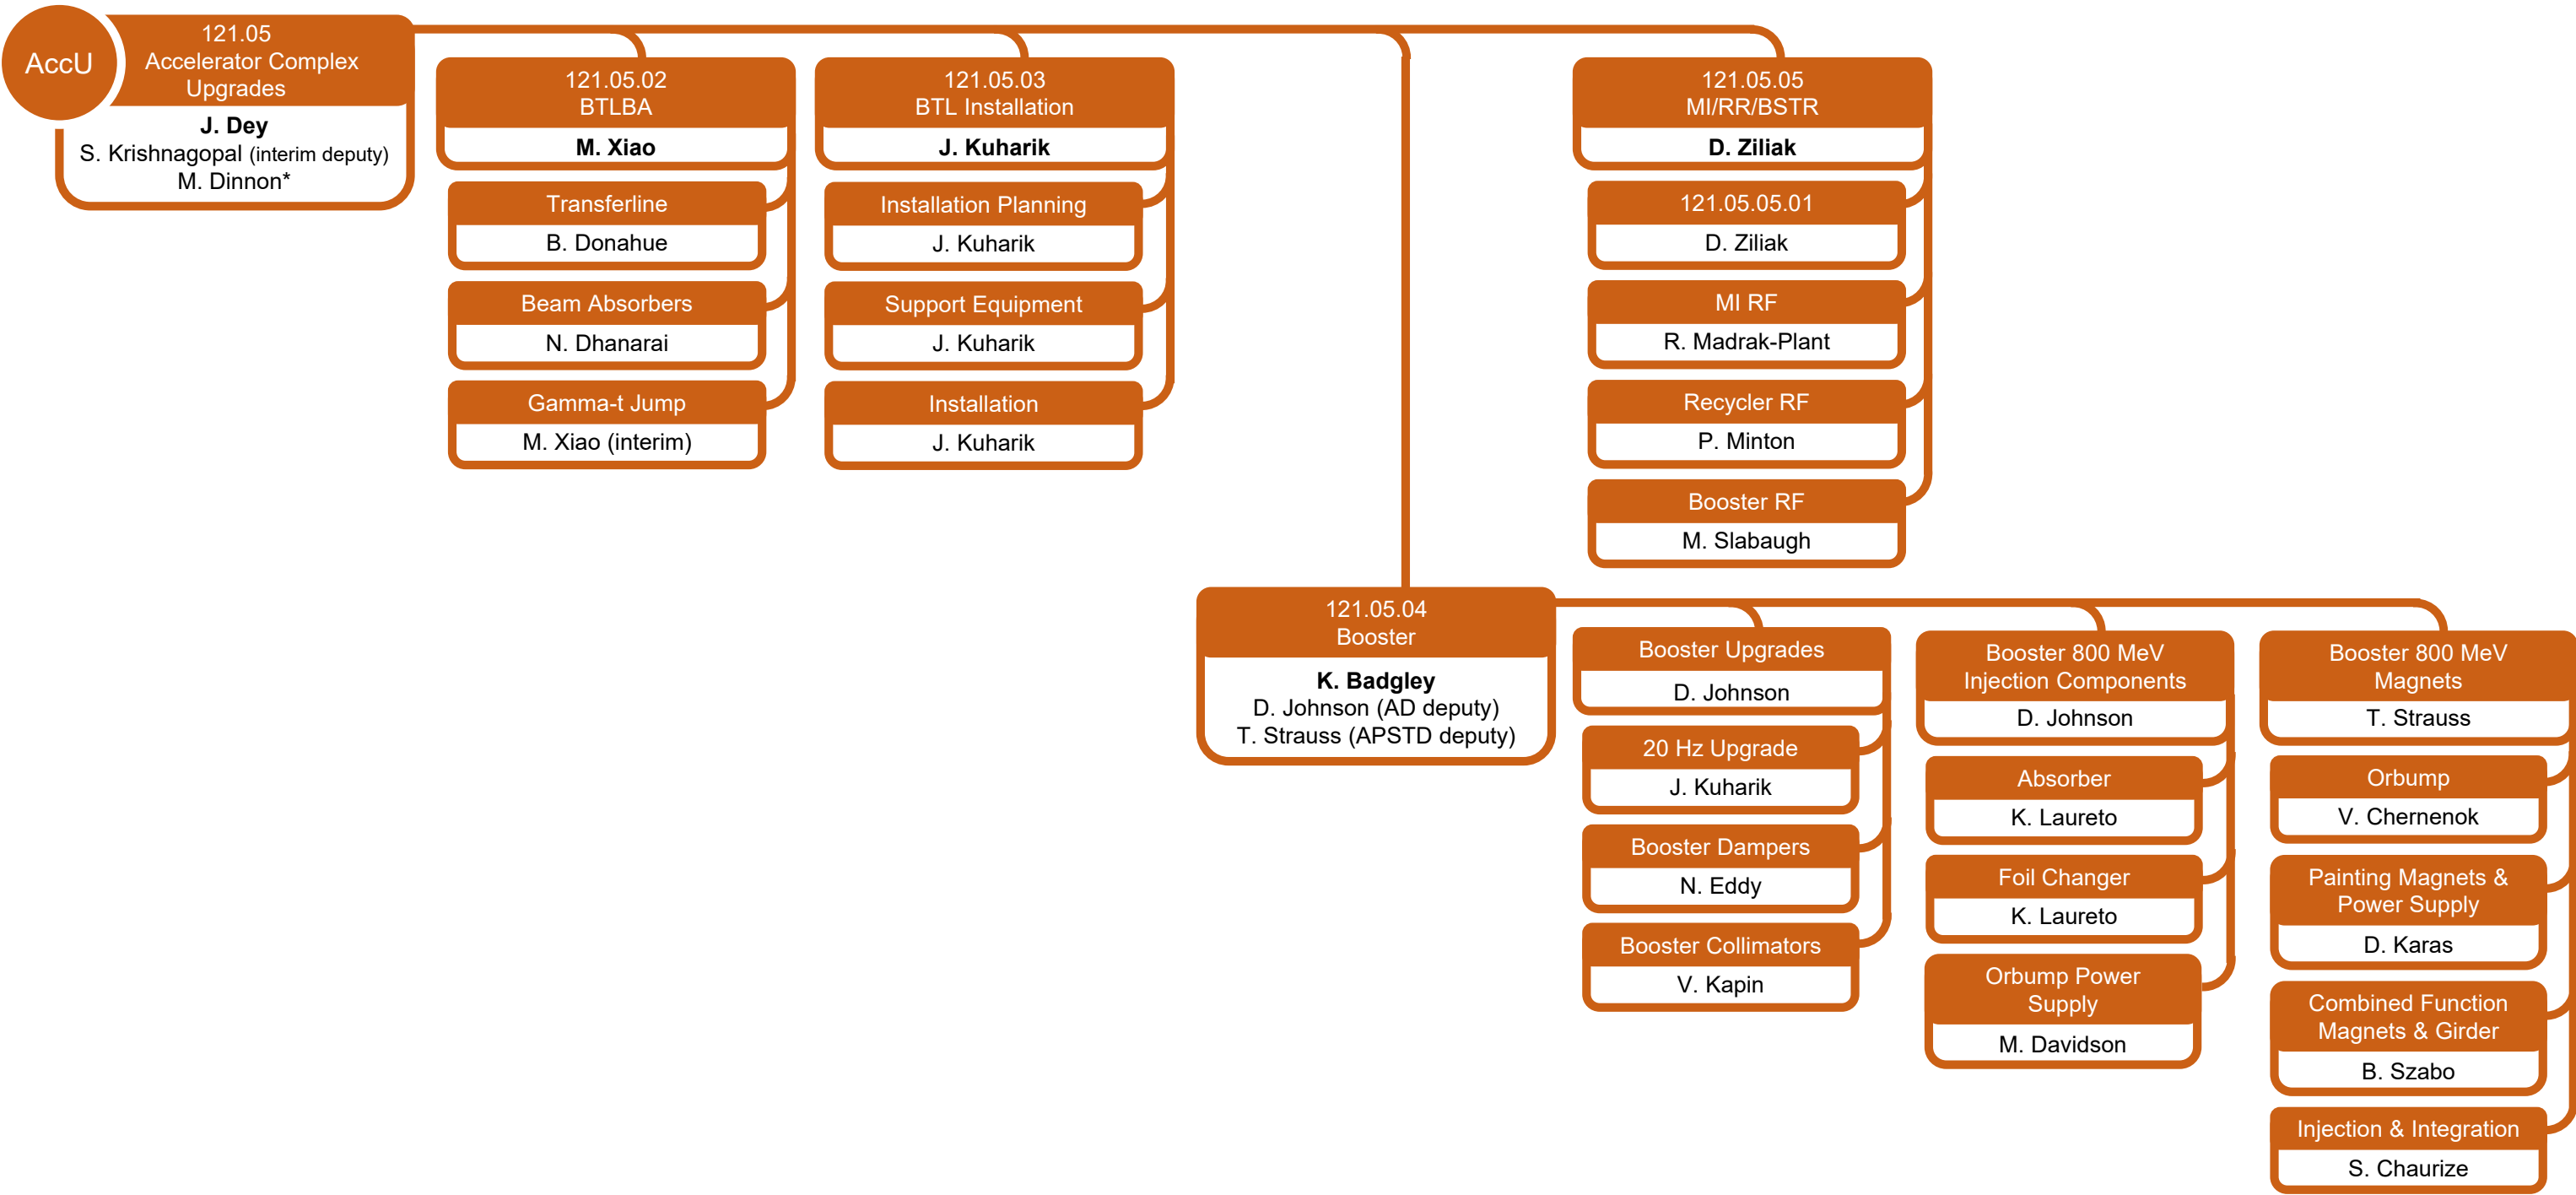 AccU
121.05
Accelerator Complex
Upgrades
J. Dey
S. Krishnagopal (interim deputy)
M. Dinnon*
121.05.02
BTLBA
M. Xiao
Transferline
B. Donahue
Beam Absorbers
N. Dhanarai
Gamma-t Jump
M. Xiao (interim)
121.05.03
BTL Installation
J. Kuharik
Installation Planning
J. Kuharik
Support Equipment
J. Kuharik
Installation
J. Kuharik
121.05.05
MI/RR/BSTR
D. Ziliak
121.05.05.01
D. Ziliak
MI RF
R. Madrak-Plant
Recycler RF
P. Minton
Booster RF
M. Slabaugh
121.05.04
Booster
K. Badgley
D. Johnson (AD deputy)
T. Strauss (APSTD deputy)
Booster Upgrades
D. Johnson
20 Hz Upgrade
J. Kuharik
Booster Dampers
N. Eddy
Booster Collimators
V. Kapin
Booster 800 MeV
Injection Components
D. Johnson
Absorber
K. Laureto
Foil Changer
K. Laureto
Orbump Power
Supply
M. Davidson
Booster 800 MeV
Magnets
T. Strauss
Orbump
V. Chernenok
Painting Magnets &
Power Supply
D. Karas
Combined Function
Magnets & Girder
B. Szabo
Injection & Integration
S. Chaurize